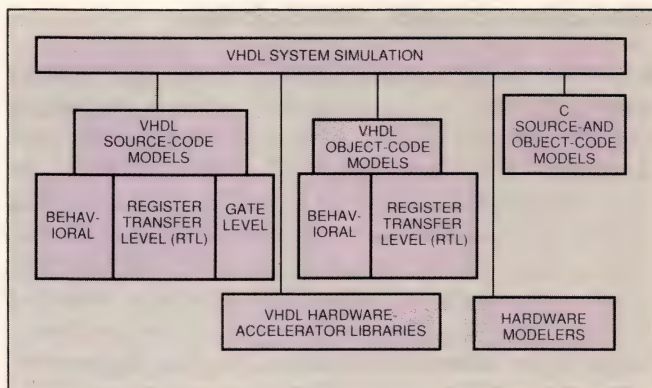 VHDL SYSTEM SIMULATION
VHDL
SOURCE-CODE
MODELS
BEHAV-
IORAL
REGISTER
TRANSFER
LEVEL (RTL)
GATE
LEVEL
VHDL
OBJECT-CODE
MODELS
BEHAV-
IORAL
REGISTER
TRANSFER
LEVEL (RTL)
C
SOURCE-AND
OBJECT-CODE
MODELS
VHDL HARDWARE-
ACCELERATOR LIBRARIES
HARDWARE
MODELERS